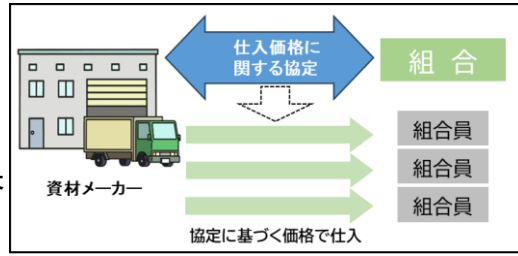 仕入価格に
関する協定
組合
組合員
組合員
組合員
資材メーカー
協定に基づく価格で仕入